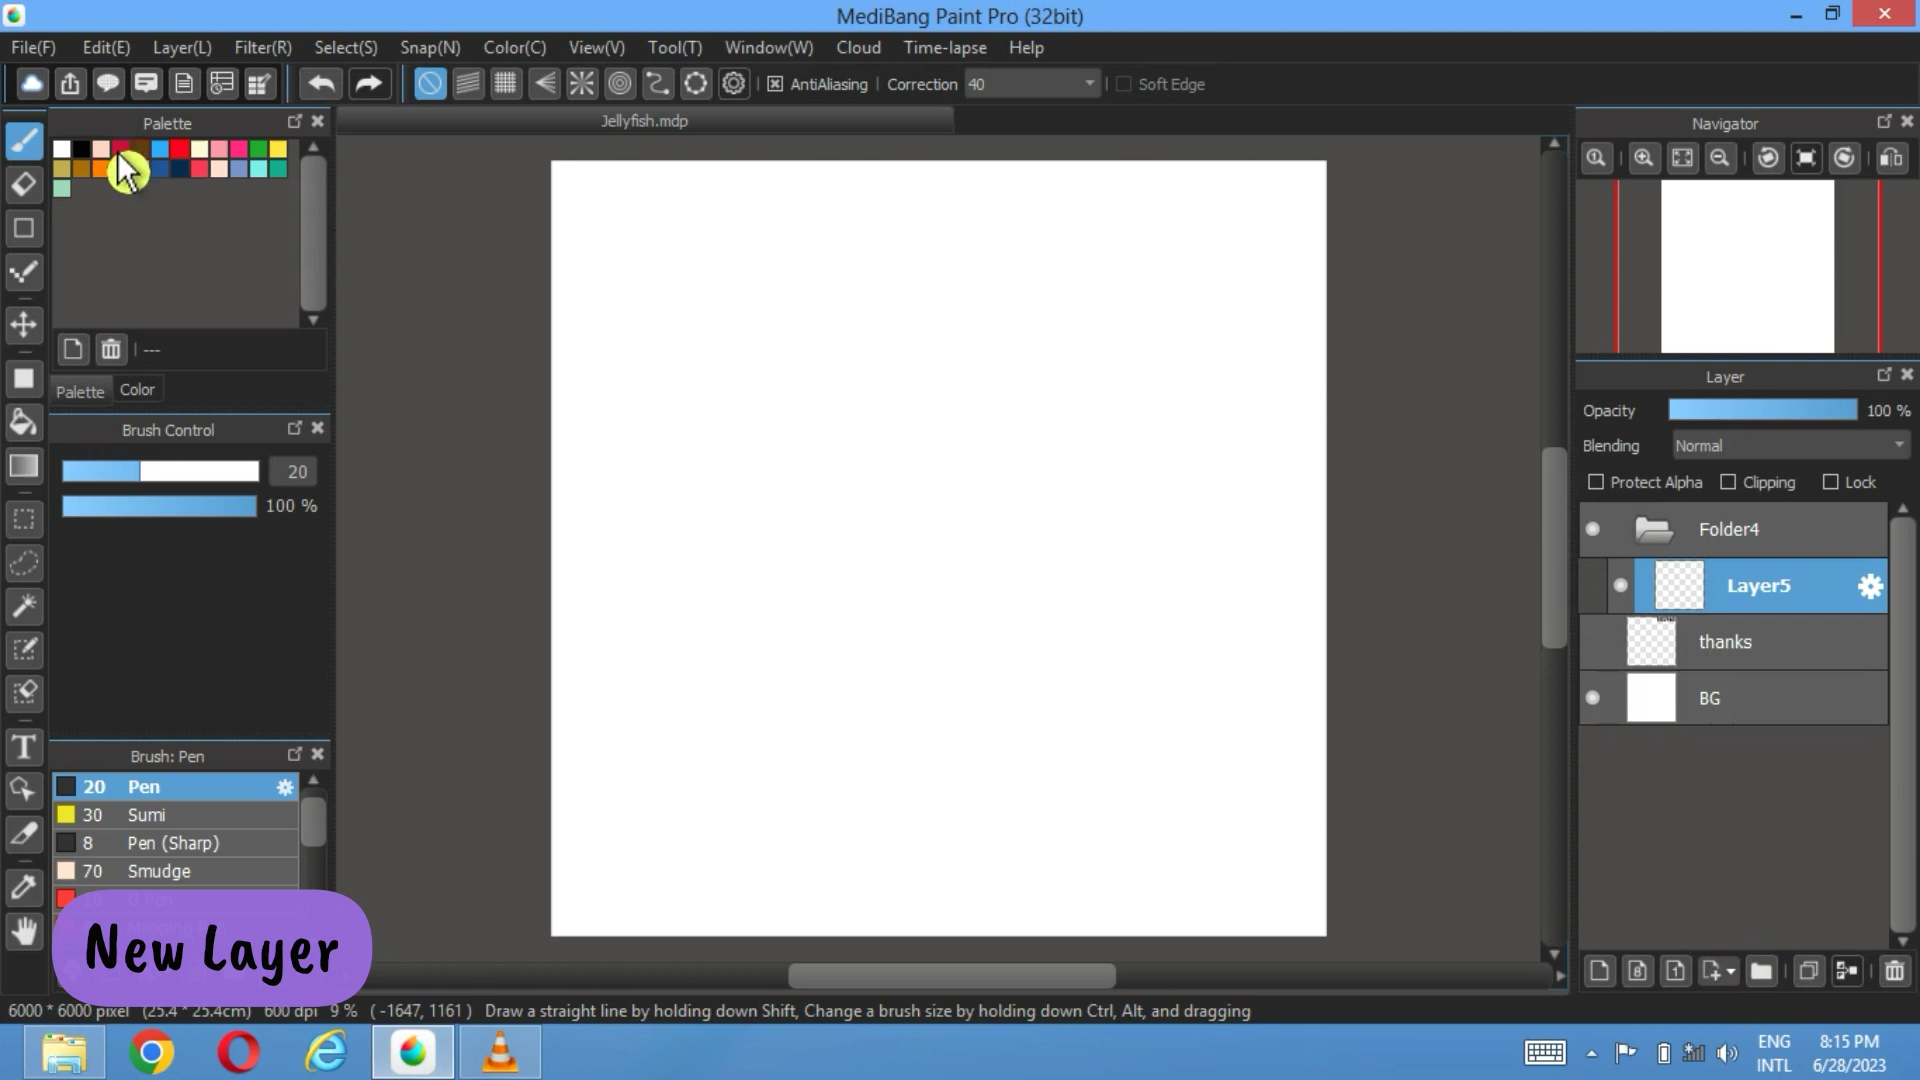 MediBang Paint Pro (32bit)
File(F) Edit(E) Layer(L) Filter(R) Select(S) Snap(N) Color(C) View(V) Tool(T) Window(W) Cloud Time-lapse Help
AntiAliasing Correction 40 Soft Edge
Palette
Jellyfish.mdp
Navigator
---
Palette Color
Brush Control
20
100 %
Layer
Opacity 100 %
Blending Normal
Protect Alpha Clipping Lock
Folder4
Layer5
thanks
BG
Brush: Pen
20 Pen
30 Sumi
8 Pen (Sharp)
70 Smudge
New Layer
6000 * 6000 pixel (25.4 * 25.4cm) 600 dpi 9 % ( -1647, 1161 ) Draw a straight line by holding down Shift, Change a brush size by holding down Ctrl, Alt, and dragging
ENG
INTL
8:15 PM
6/28/2023